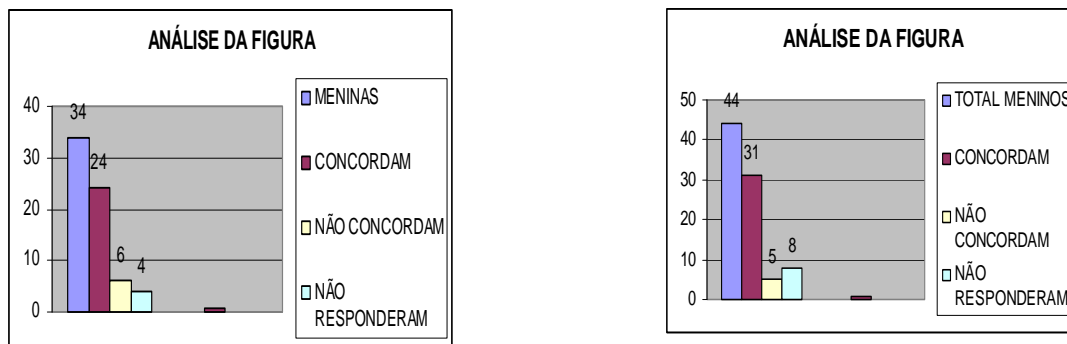 ANÁLISE DA FIGURA
40
30
20
10
0
34
24
6
4
MENINAS
CONCORDAM
NÃO CONCORDAM
NÃO
RESPONDERAM
ANÁLISE DA FIGURA
50
40
30
20
10
0
44
31
5
8
TOTAL MENINOS
CONCORDAM
NÃO
CONCORDAM
NÃO
RESPONDERAM